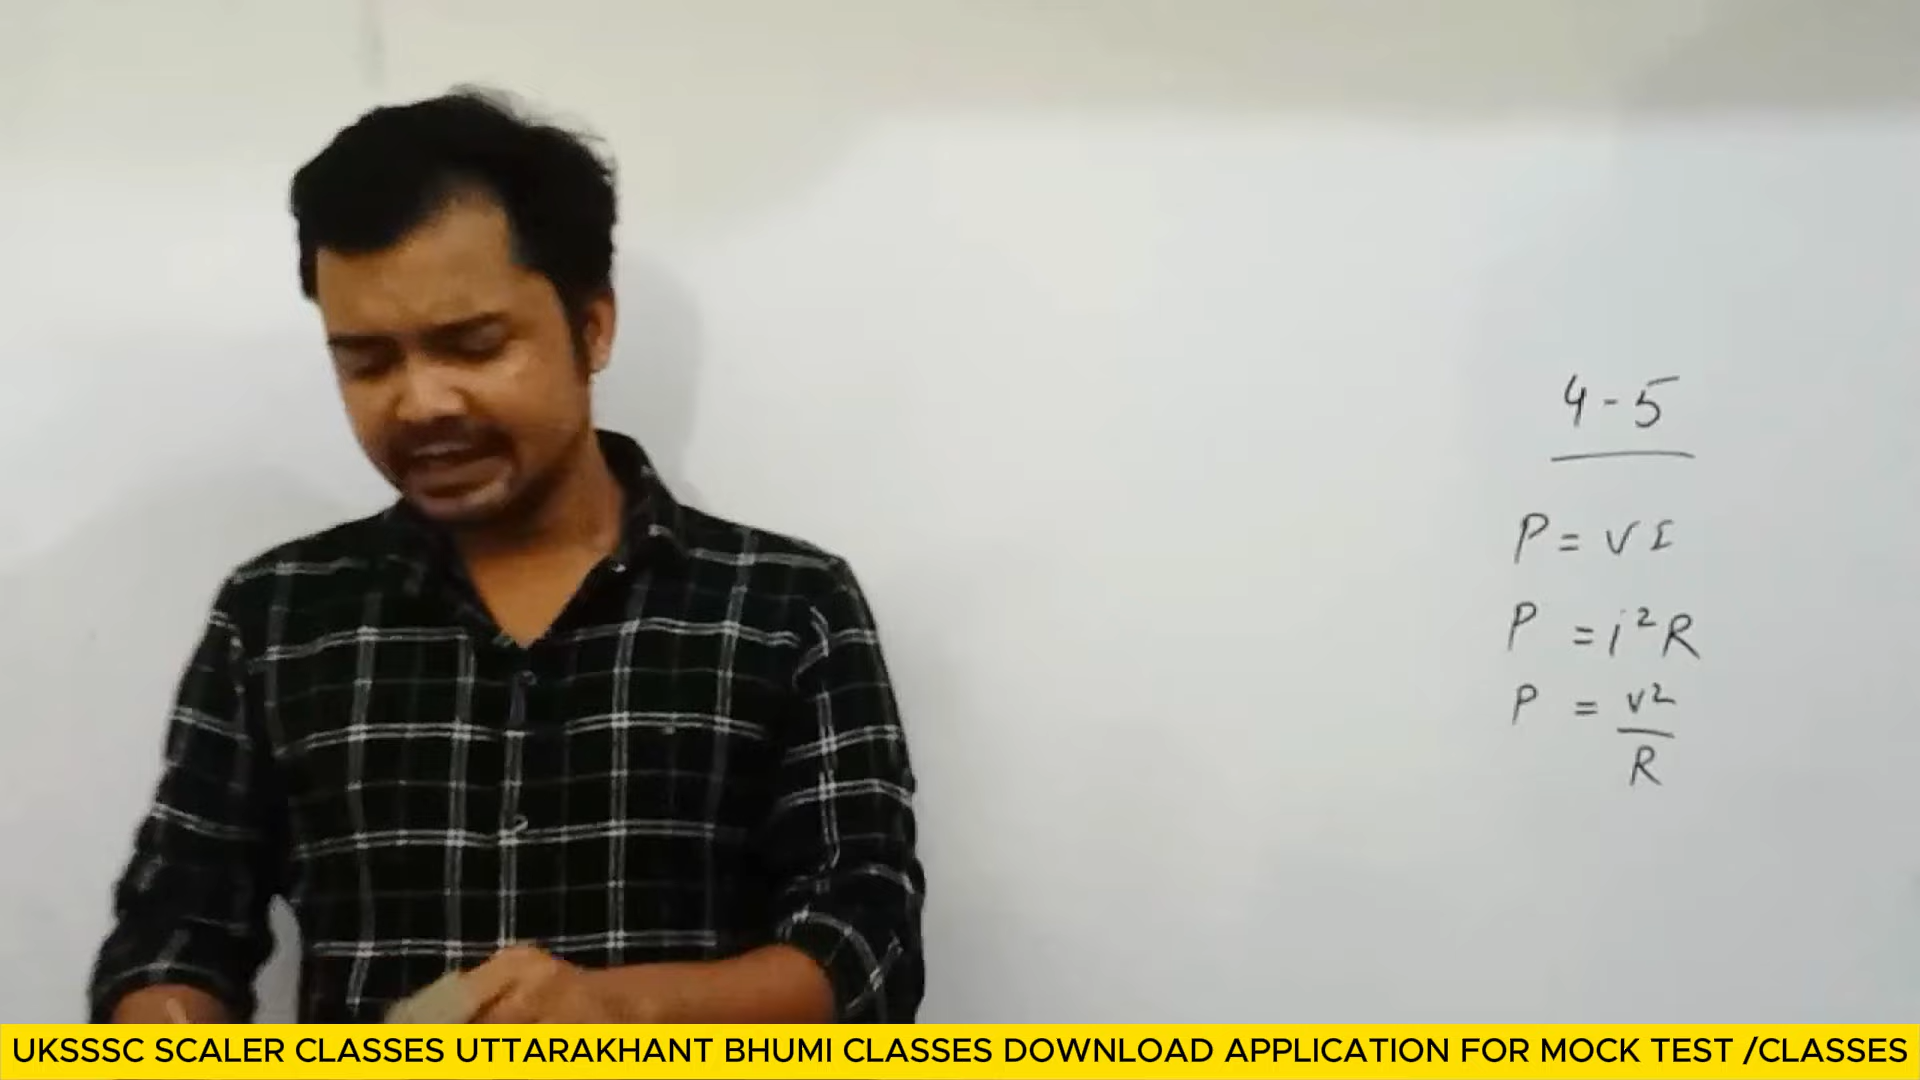 4-5
P = VI
P = i²R
P = v²/R
UKSSSC SCALER CLASSES UTTARAKHANT BHUMI CLASSES DOWNLOAD APPLICATION FOR MOCK TEST /CLASSES